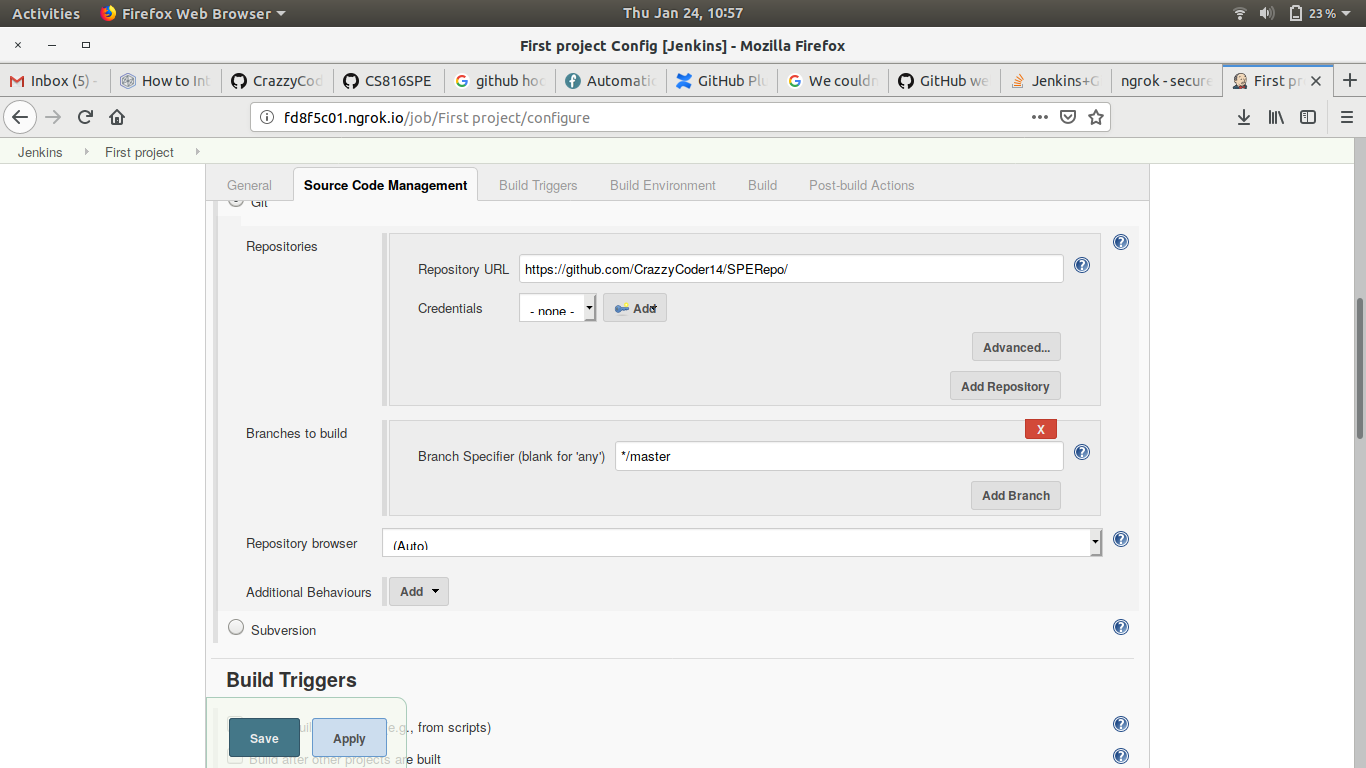 Activities Firefox Web Browser Thu Jan 24, 10:57 23%
First project Config [Jenkins] - Mozilla Firefox
Inbox (5) - How to Int CrazzyCod CS816SPE github hoo Automatic GitHub Plu We couldn GitHub we Jenkins+G ngrok - secure First pr
fd8f5c01.ngrok.io/job/First project/configure
Jenkins First project
General Source Code Management Build Triggers Build Environment Build Post-build Actions
Git
Repositories
Repository URL https://github.com/CrazzyCoder14/SPERepo/
Credentials - none - Add
Advanced...
Add Repository
Branches to build
X
Branch Specifier (blank for 'any') */master
Add Branch
Repository browser (Auto)
Additional Behaviours Add
Subversion
Build Triggers
e.g., from scripts)
Save Apply
Build after other projects are built